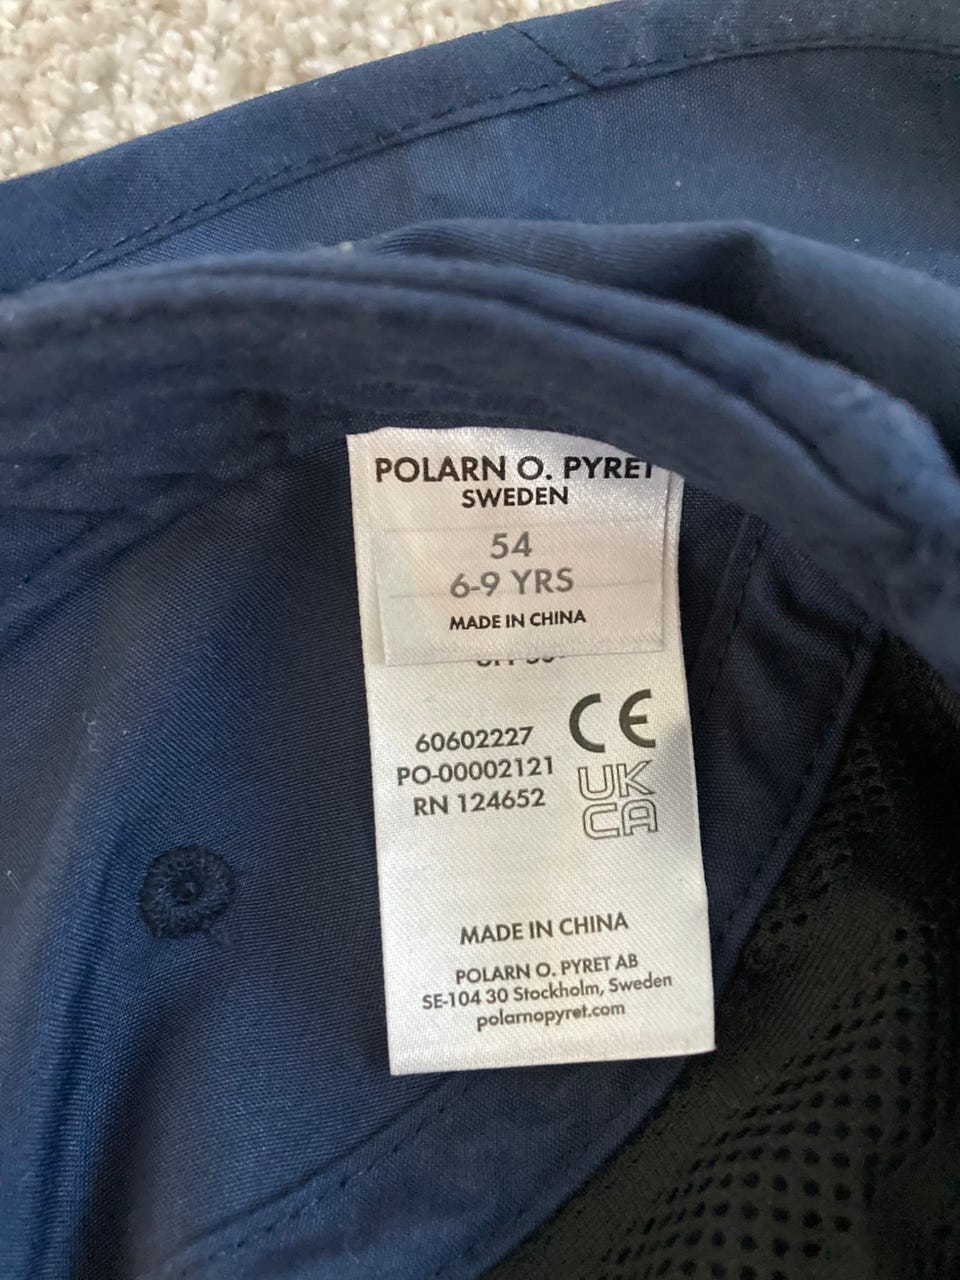 POLARN O. PYRET
SWEDEN
54
6-9 YRS
MADE IN CHINA
60602227
PO-00002121
RN 124652
CE
UK
CA
MADE IN CHINA
POLARN O. PYRET AB
SE-104 30 Stockholm, Sweden
polarnopyret.com